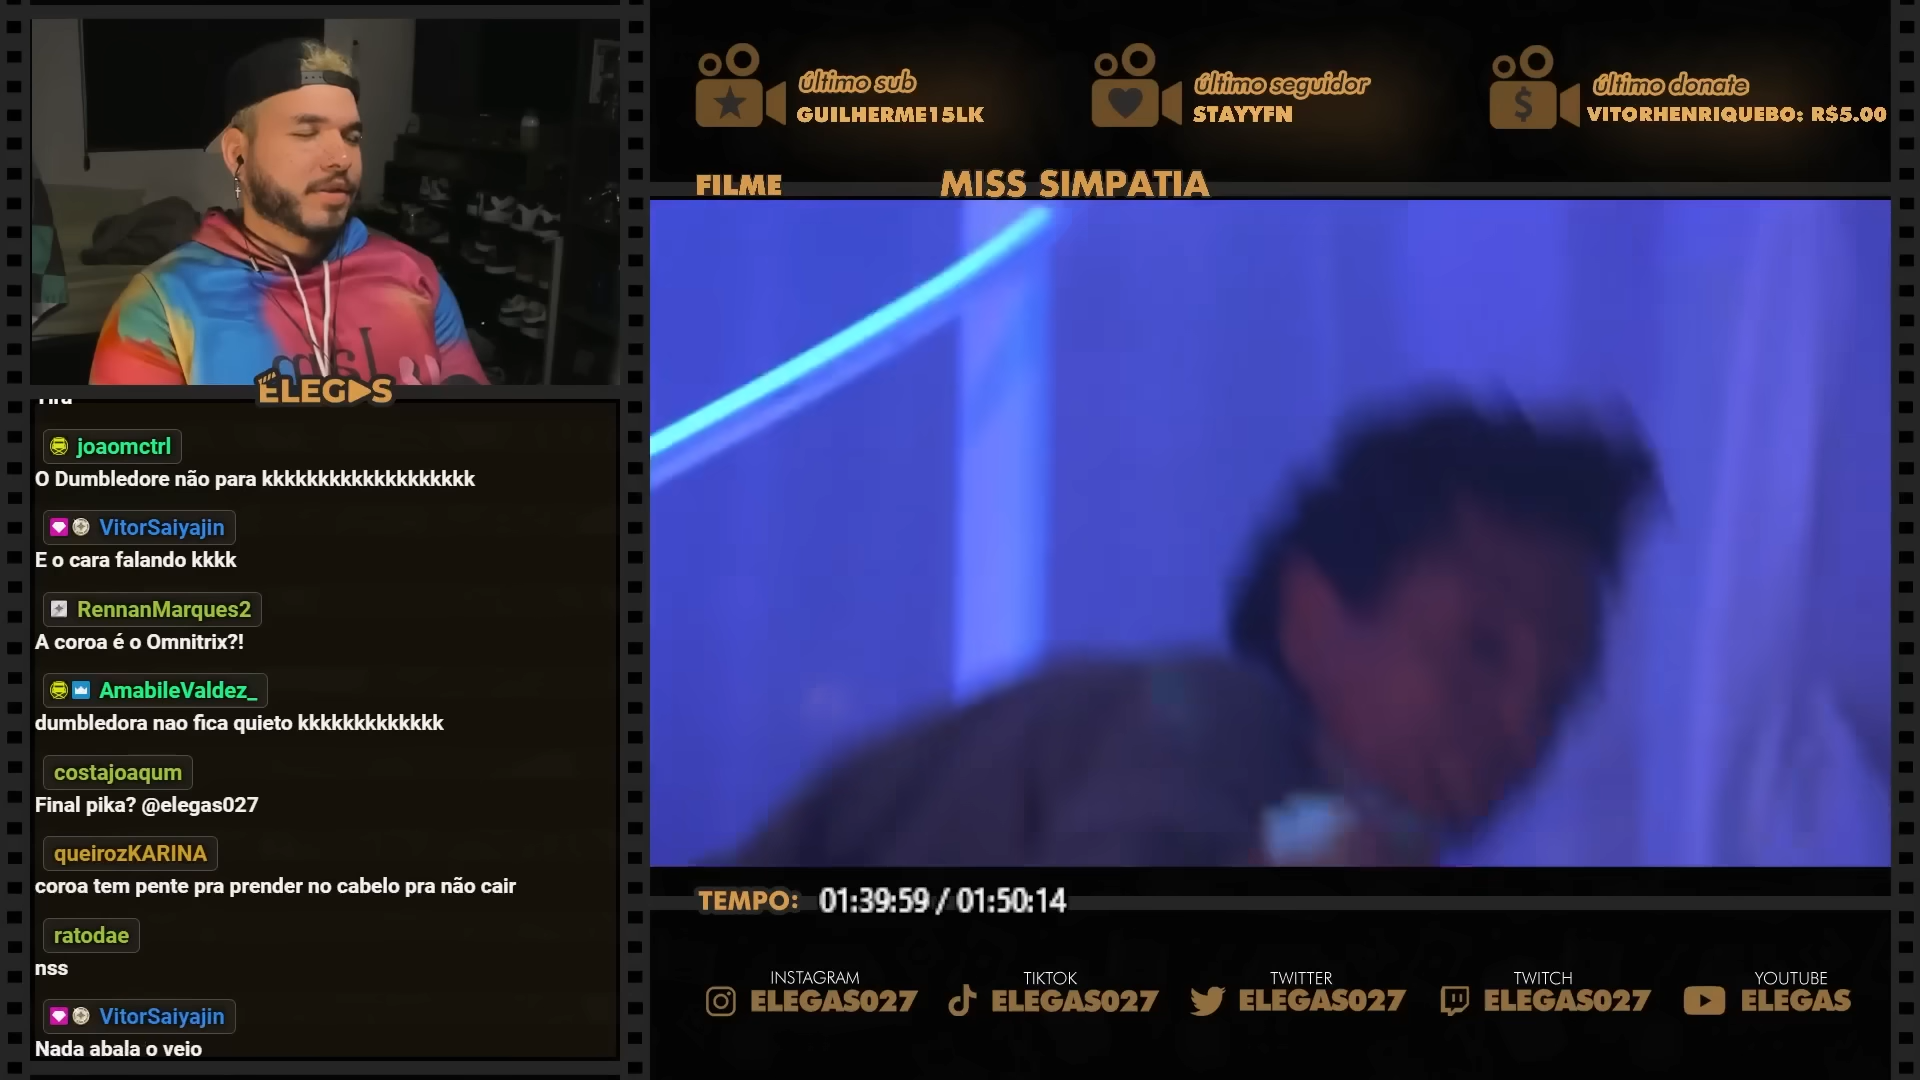 último sub
GUILHERME15LK
último seguidor
STAYYFN
último donate
VITORHENRIQUEBO: R$5.00
FILME
MISS SIMPATIA
ELEGAS
joaomctrl
O Dumbledore não para kkkkkkkkkkkkkkkkkkk
VitorSaiyajin
E o cara falando kkkk
RennanMarques2
A coroa é o Omnitrix?!
AmabileValdez_
dumbledora nao fica quieto kkkkkkkkkkkkk
costajoaqum
Final pika? @elegas027
queirozKARINA
coroa tem pente pra prender no cabelo pra não cair
ratodae
nss
VitorSaiyajin
Nada abala o veio
TEMPO: 01:39:59 / 01:50:14
INSTAGRAM
ELEGAS027
TIKTOK
ELEGAS027
TWITTER
ELEGAS027
TWITCH
ELEGAS027
YOUTUBE
ELEGAS